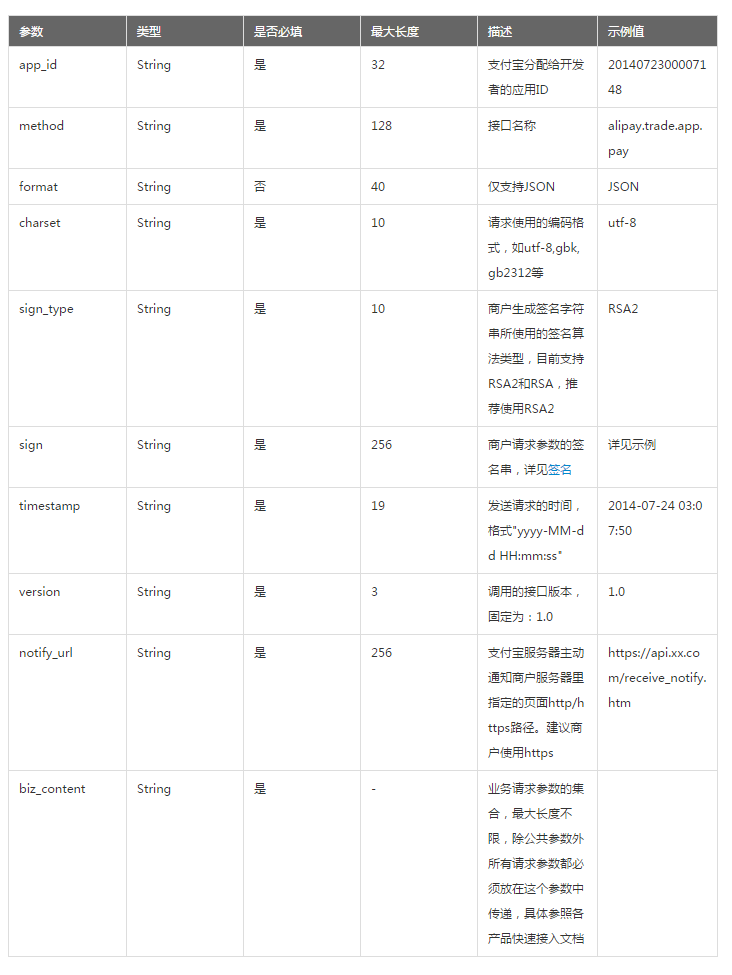 参数 类型 是否必填 最大长度 描述 示例值
app_id String 是 32 支付宝分配给开发 20140723000071
者的应用ID 48
method String 是 128 接口名称 alipay.trade.app.
pay
format String 否 40 仅支持JSON JSON
charset String 是 10 请求使用的编码格 utf-8
式，如utf-8,gbk,
gb2312等
sign_type String 是 10 商户生成签名字符 RSA2
串所使用的签名算
法类型，目前支持
RSA2和RSA，推
荐使用RSA2
sign String 是 256 商户请求参数的签 详见示例
名串，详见签名
timestamp String 是 19 发送请求的时间， 2014-07-24 03:0
格式"yyyy-MM-d 7:50
d HH:mm:ss"
version String 是 3 调用的接口版本， 1.0
固定为：1.0
notify_url String 是 256 支付宝服务器主动 https://api.xx.co
通知商户服务器里 m/receive_notify.
指定的页面http/h htm
ttps路径。建议商
户使用https
biz_content String 是 - 业务请求参数的集
合，最大长度不
限，除公共参数外
所有请求参数都必
须放在这个参数中
传递，具体参照各
产品快速接入文档